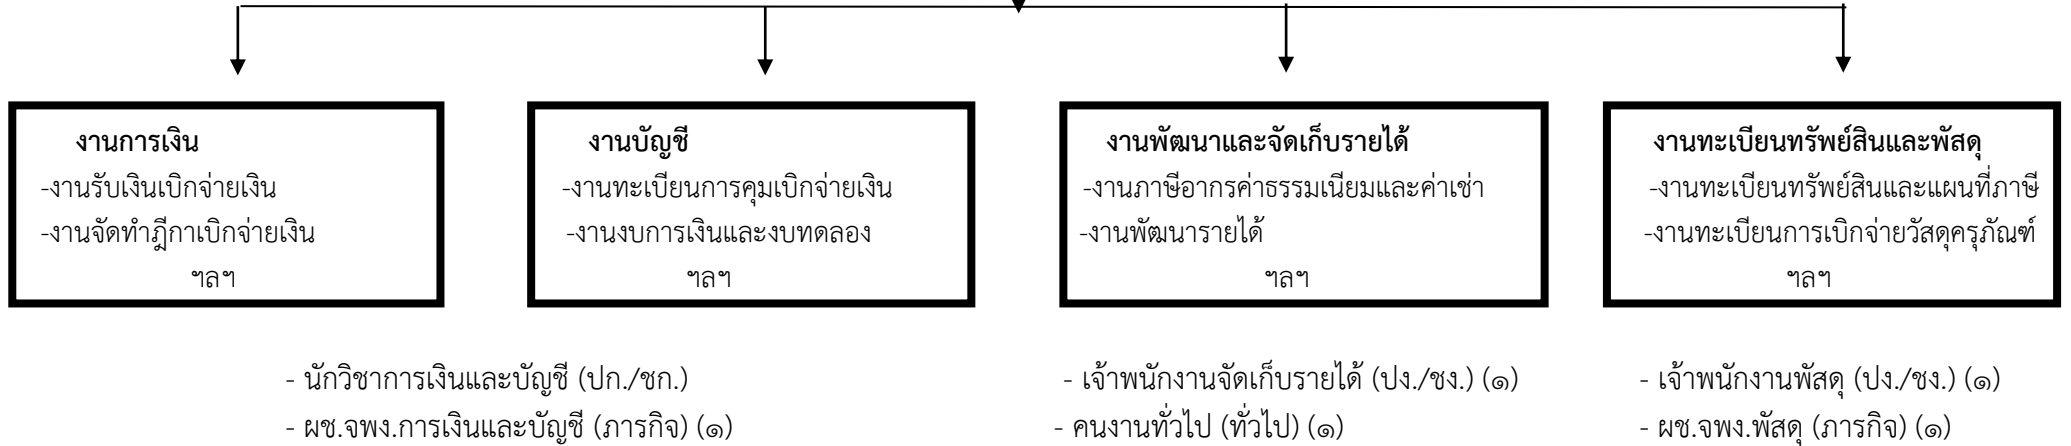 งานการเงิน
-งานรับเงินเบิกจ่ายเงิน
-งานจัดทำฎีกาเบิกจ่ายเงิน
ฯลฯ
งานบัญชี
-งานทะเบียนการคุมเบิกจ่ายเงิน
-งานงบการเงินและงบทดลอง
ฯลฯ
งานพัฒนาและจัดเก็บรายได้
-งานภาษีอากรค่าธรรมเนียมและค่าเช่า
-งานพัฒนารายได้
ฯลฯ
งานทะเบียนทรัพย์สินและพัสดุ
-งานทะเบียนทรัพย์สินและแผนที่ภาษี
-งานทะเบียนการเบิกจ่ายวัสดุครุภัณฑ์
ฯลฯ
- นักวิชาการเงินและบัญชี (ปก./ชก.)
- ผช.จพง.การเงินและบัญชี (ภารกิจ) (๑)
- เจ้าพนักงานจัดเก็บรายได้ (ปง./ชง.) (๑)
- คนงานทั่วไป (ทั่วไป) (๑)
- เจ้าพนักงานพัสดุ (ปง./ชง.) (๑)
- ผช.จพง.พัสดุ (ภารกิจ) (๑)